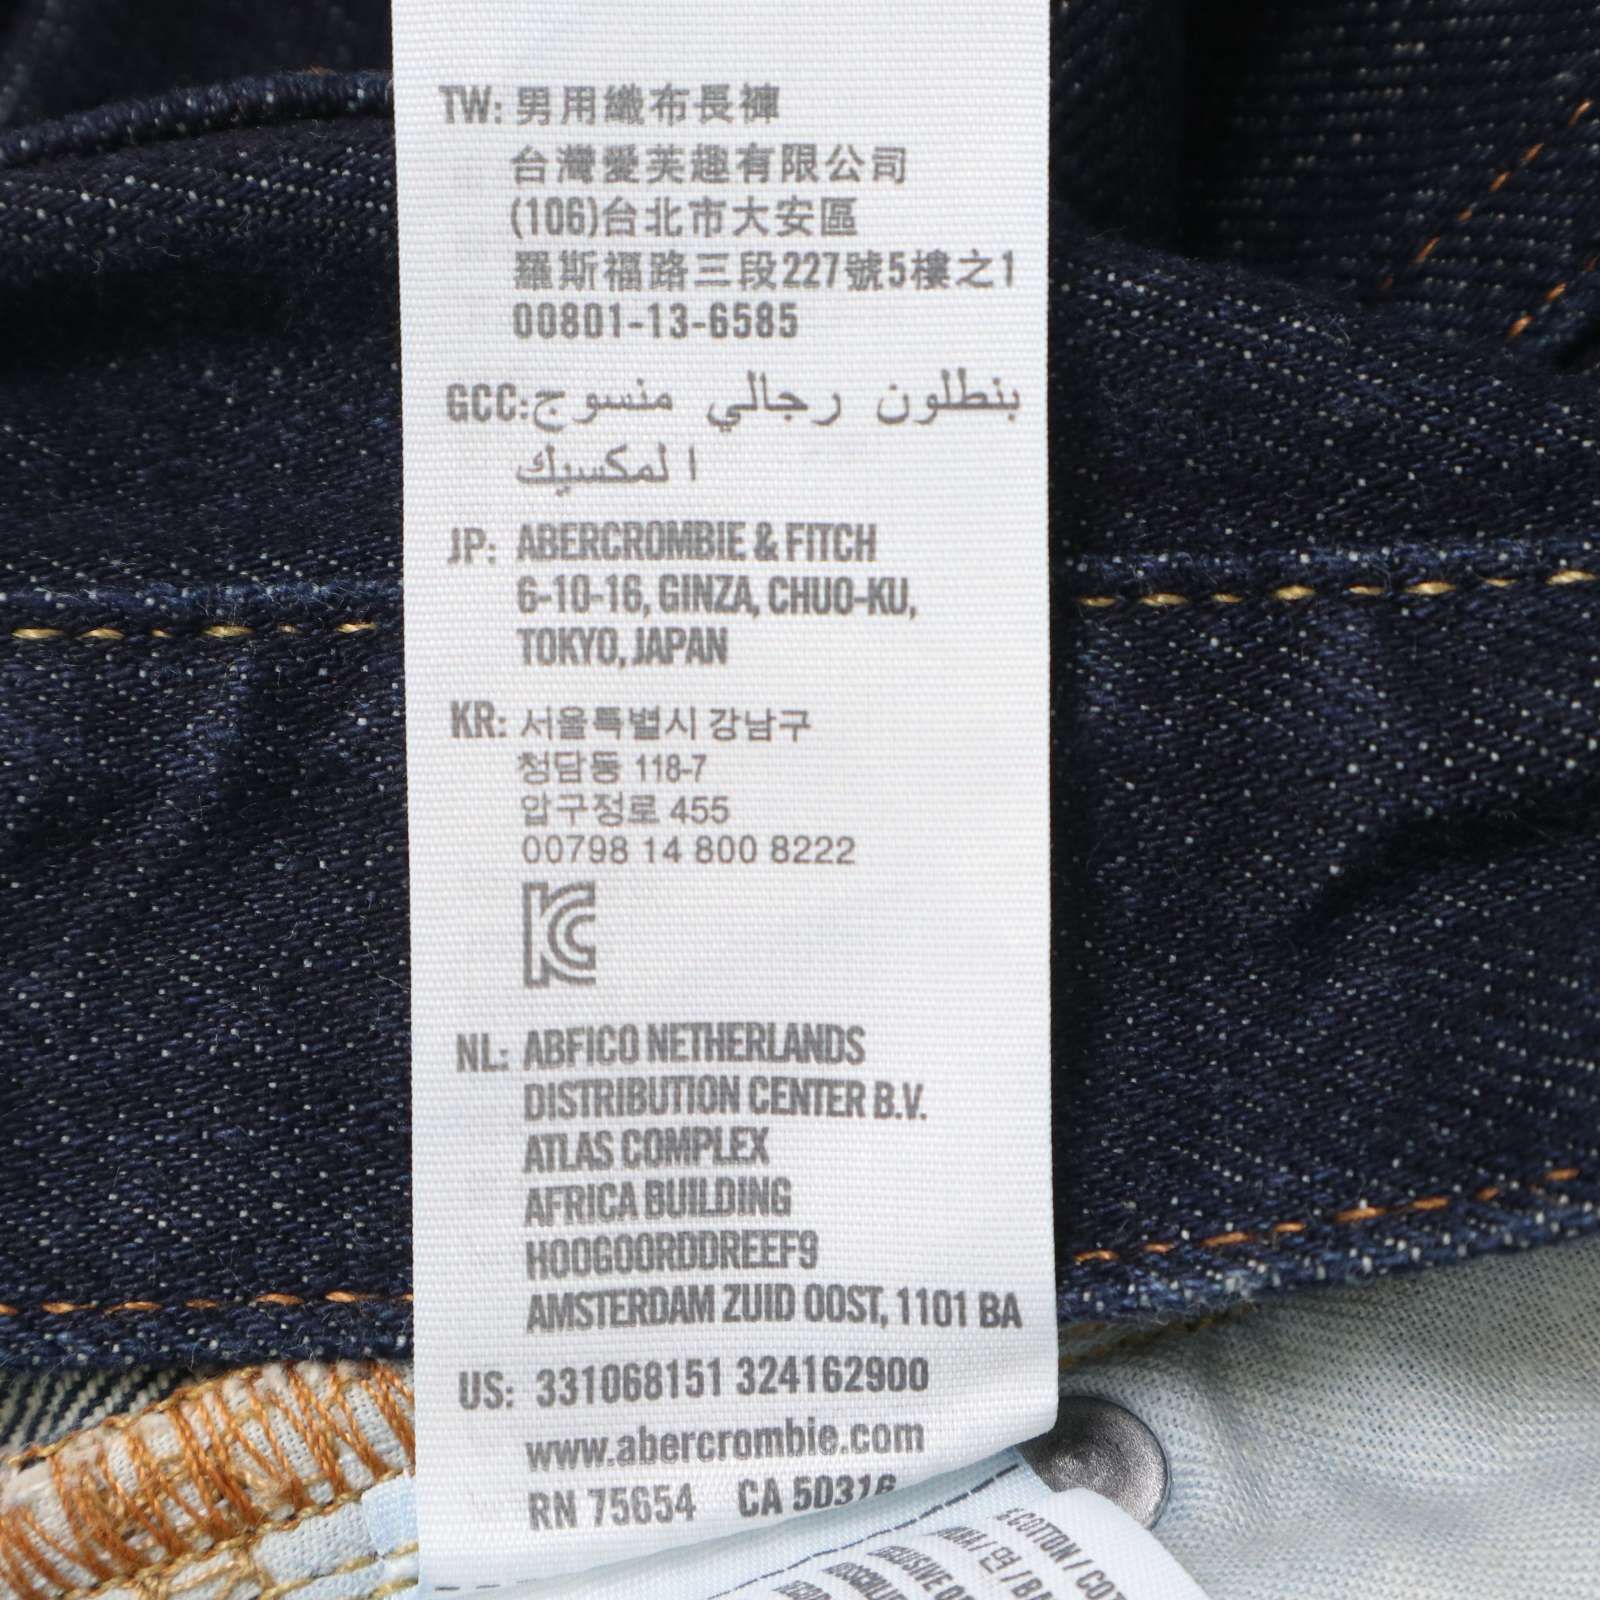 TW: 男用織布長褲
台灣愛芙趣有限公司
(106)台北市大安區
羅斯福路三段227號5樓之1
00801-13-6585
GCC: بنطلون رجالي منسوج
المكسيك
JP: ABERCROMBIE & FITCH
6-10-16, GINZA, CHUO-KU,
TOKYO, JAPAN
KR: 서울특별시 강남구
청담동 118-7
압구정로 455
00798 14 800 8222
KC
NL: ABFICO NETHERLANDS
DISTRIBUTION CENTER B.V.
ATLAS COMPLEX
AFRICA BUILDING
HOOGOORDDREEF9
AMSTERDAM ZUID OOST, 1101 BA
US: 331068151 324162900
www.abercrombie.com
RN 75654 CA 50316
COTTON / COT
/ 면 / BA